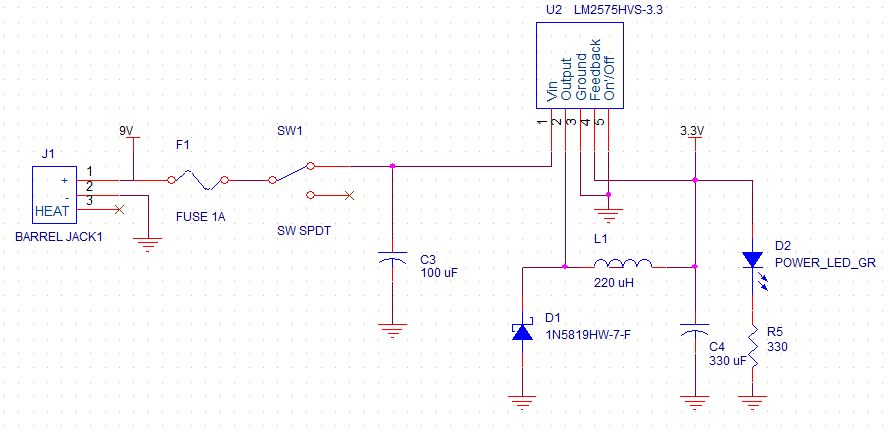 U2 LM2575HVS-3.3
Vin
Output
Ground
Feedback
On'/Off
1
2
3
4
5
9V
F1
SW1
3.3V
J1
+
1
-
2
HEAT
3
FUSE 1A
SW SPDT
BARREL JACK1
L1
D2
POWER_LED_GR
C3
100 uF
220 uH
D1
1N5819HW-7-F
R5
330
C4
330 uF